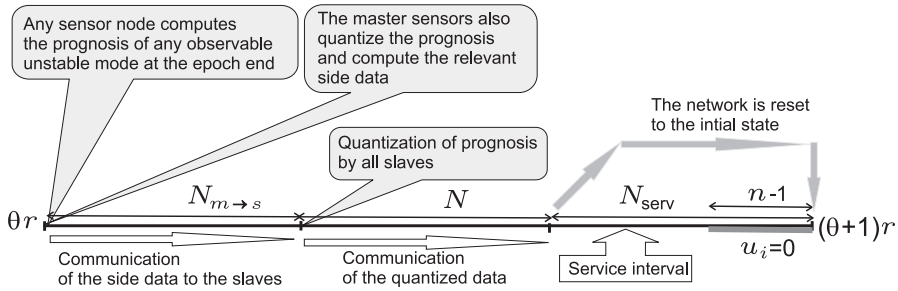 Any sensor node computes
the prognosis of any observable
unstable mode at the epoch end
The master sensors also
quantize the prognosis
and compute the relevant
side data
The network is reset
to the intial state
Quantization of prognosis
by all slaves
N_{m→s}
N
N_{serv}
n-1
θr
(θ+1)r
u_i=0
Communication
of the side data to the slaves
Communication
of the quantized data
Service interval